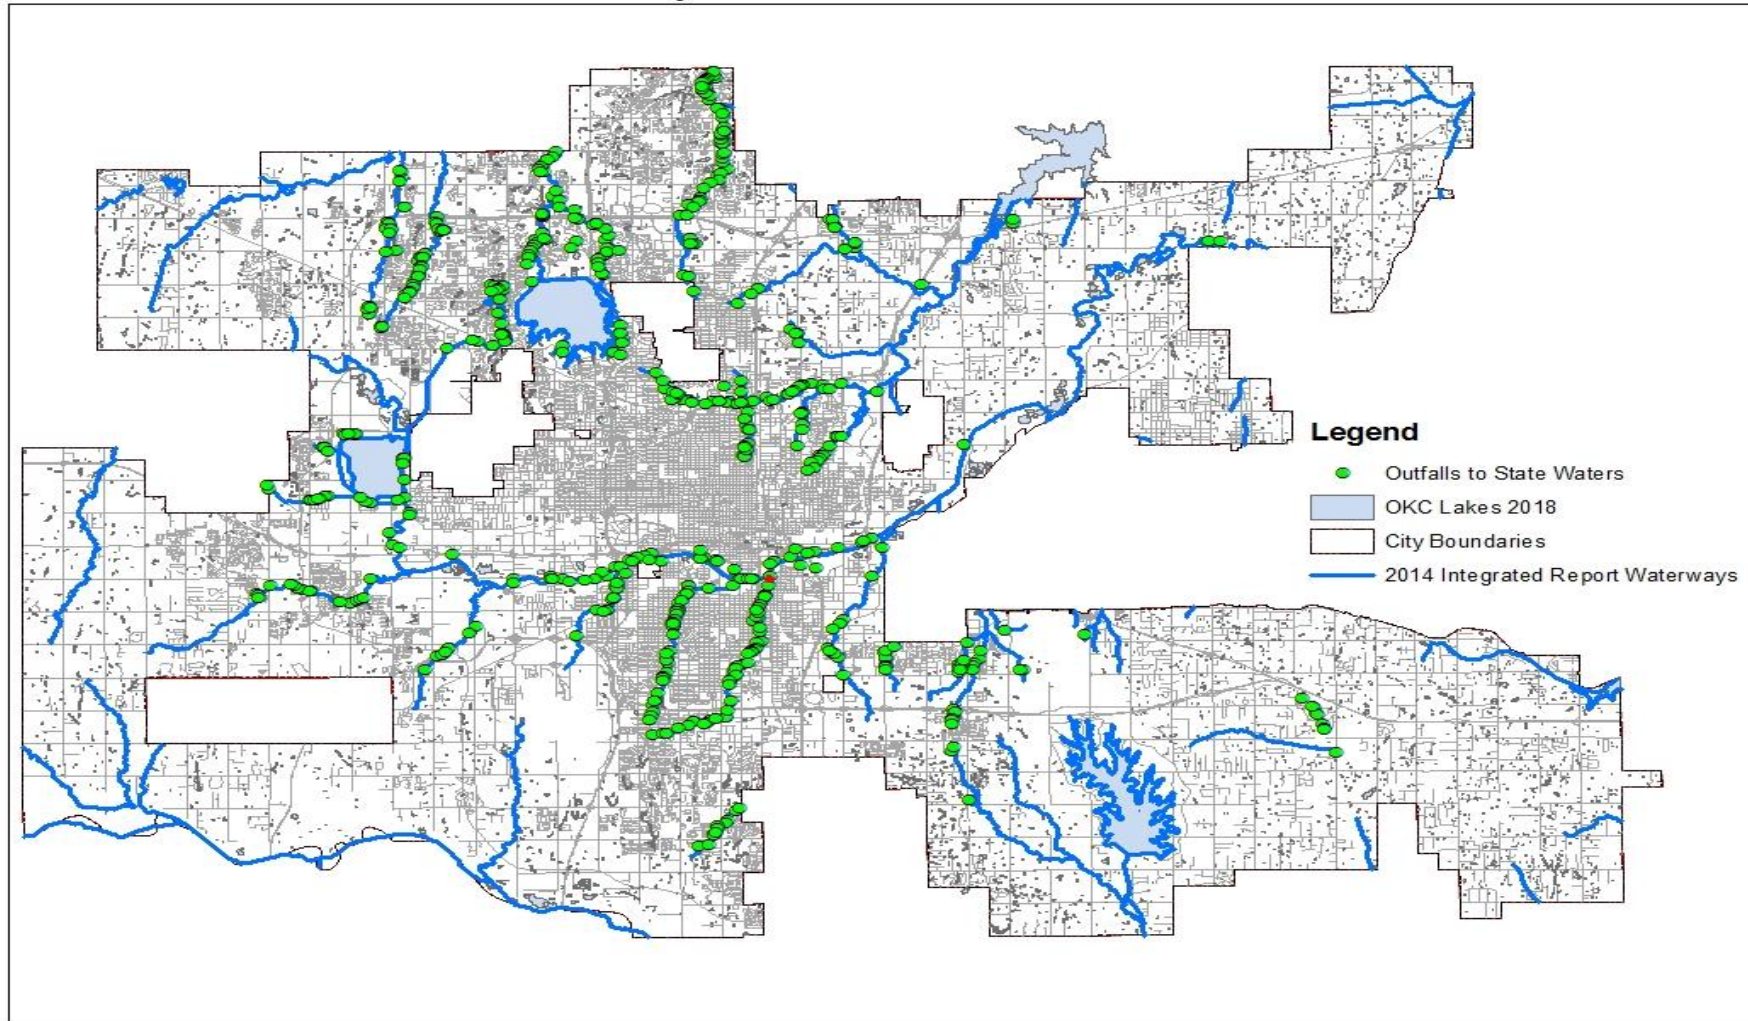 Legend
Outfalls to State Waters
OKC Lakes 2018
City Boundaries
2014 Integrated Report Waterways